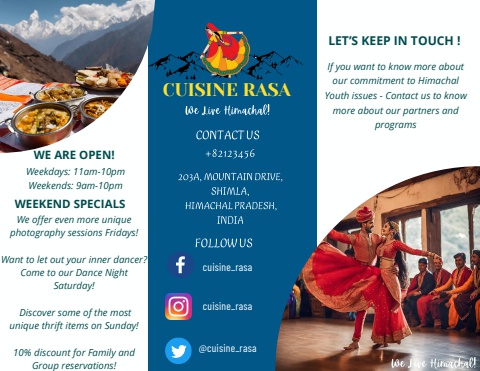 WE ARE OPEN!
Weekdays: 11am-10pm
Weekends: 9am-10pm
WEEKEND SPECIALS
We offer even more unique
photography sessions Fridays!
Want to let out your inner dancer?
Come to our Dance Night
Saturday!
Discover some of the most
unique thrift items on Sunday!
10% discount for Family and
Group reservations!
CUISINE RASA
We Live Himachal!
CONTACT US
+82123456
203A, MOUNTAIN DRIVE,
SHIMLA,
HIMACHAL PRADESH,
INDIA
FOLLOW US
cuisine_rasa
cuisine_rasa
@cuisine_rasa
LET'S KEEP IN TOUCH !
If you want to know more about
our commitment to Himachal
Youth issues - Contact us to know
more about our partners and
programs
We Live Himachal!